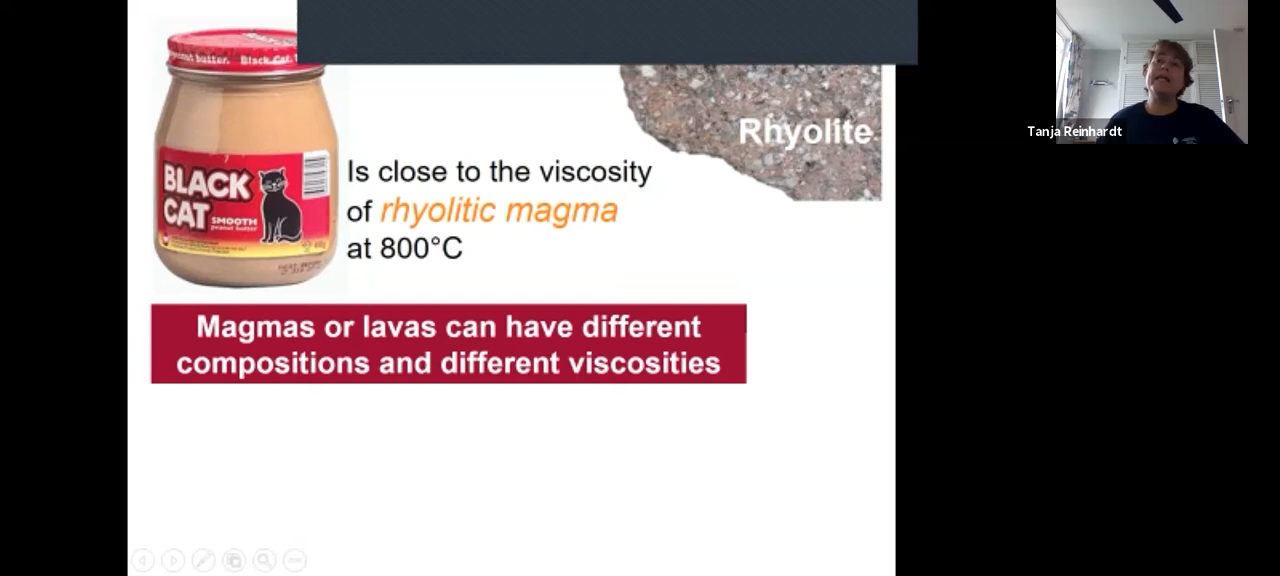 Black Cat
BLACK
CAT
SMOOTH
peanut butter
Is close to the viscosity
of rhyolitic magma
at 800°C
Rhyolite
Magmas or lavas can have different
compositions and different viscosities
Tanja Reinhardt